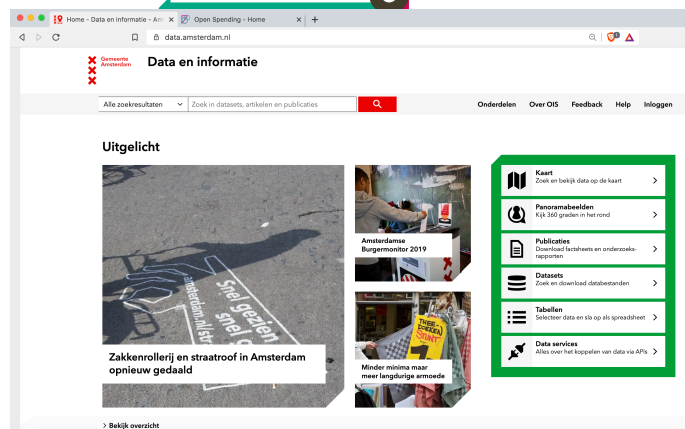 Home - Data en informatie - Am
Open Spending - Home
data.amsterdam.nl
Gemeente
Amsterdam
Data en informatie
Alle zoekresultaten
Zoek in datasets, artikelen en publicaties
Onderdelen
Over OIS
Feedback
Help
Inloggen
Uitgelicht
Snel gezien
amsterdam.nl/str
Zakkenrollerij en straatroof in Amsterdam
opnieuw gedaald
Amsterdamse
Burgermonitor 2019
THEE-
DOEKEN
STUNT
Minder minima maar
meer langdurige armoede
Kaart
Zoek en bekijk data op de kaart
Panoramabeelden
Kijk 360 graden in het rond
Publicaties
Download factsheets en onderzoeks-
rapporten
Datasets
Zoek en download databestanden
Tabellen
Selecteer data en sla op als spreadsheet
Data services
Alles over het koppelen van data via APIs
> Bekijk overzicht